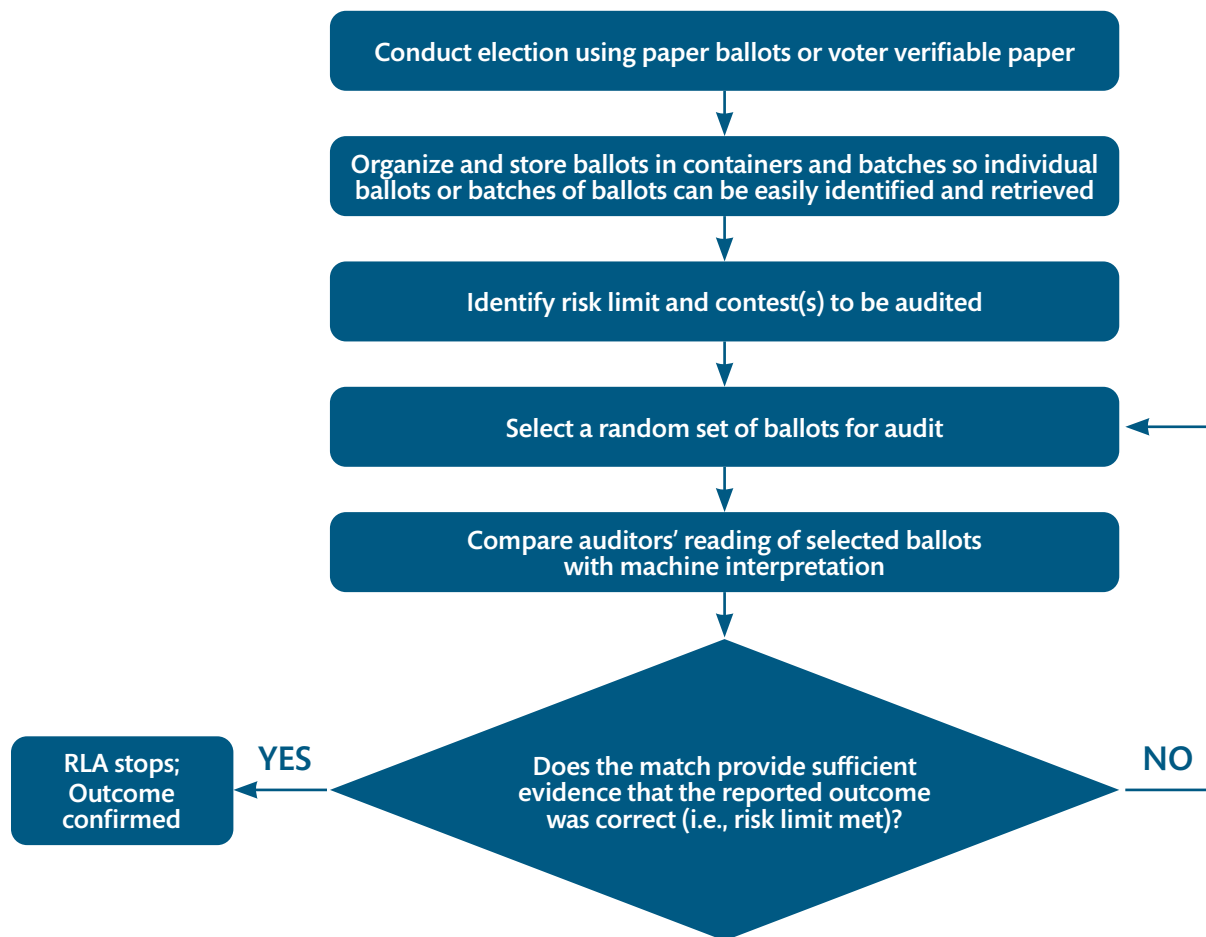 Conduct election using paper ballots or voter verifiable paper
Organize and store ballots in containers and batches so individual
ballots or batches of ballots can be easily identified and retrieved
Identify risk limit and contest(s) to be audited
Select a random set of ballots for audit
Compare auditors’ reading of selected ballots
with machine interpretation
Does the match provide sufficient
evidence that the reported outcome
was correct (i.e., risk limit met)?
YES
RLA stops;
Outcome
confirmed
NO